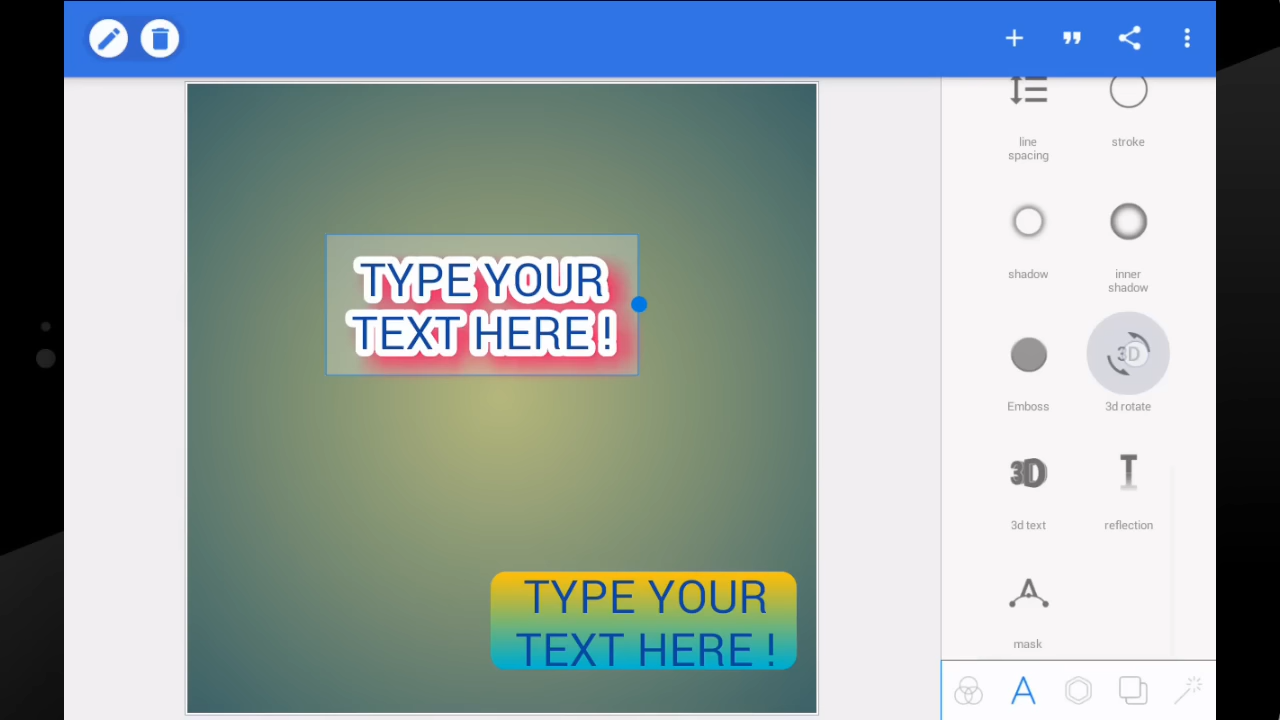 line
spacing
stroke
TYPE YOUR
TEXT HERE !
shadow
inner
shadow
3D
Emboss
3d rotate
3D
T
3d text
reflection
TYPE YOUR
TEXT HERE !
A
mask
A